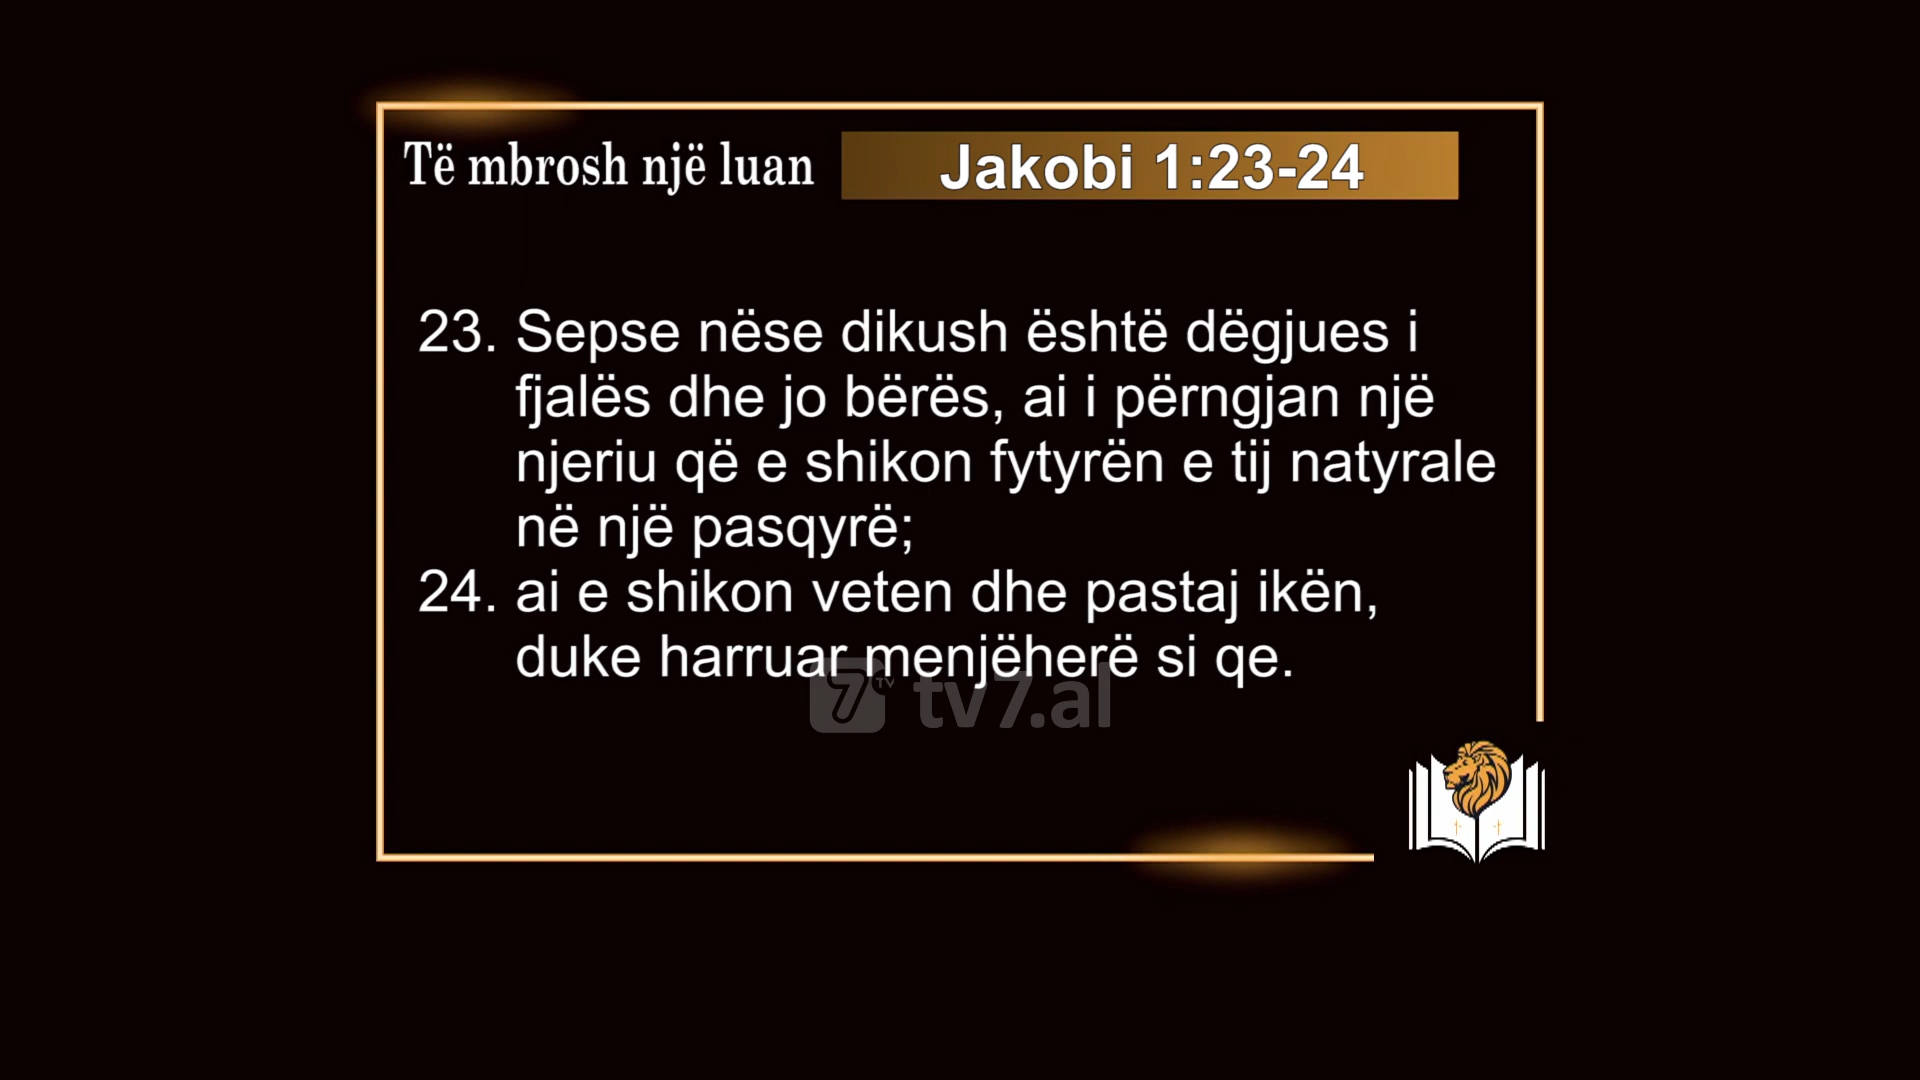 Të mbrosh një luan
Jakobi 1:23-24
23. Sepse nëse dikush është dëgjues i
fjalës dhe jo bërës, ai i përngjan një
njeriu që e shikon fytyrën e tij natyrale
në një pasqyrë;
24. ai e shikon veten dhe pastaj ikën,
duke harruar menjëherë si qe.
7 TV tv7.al